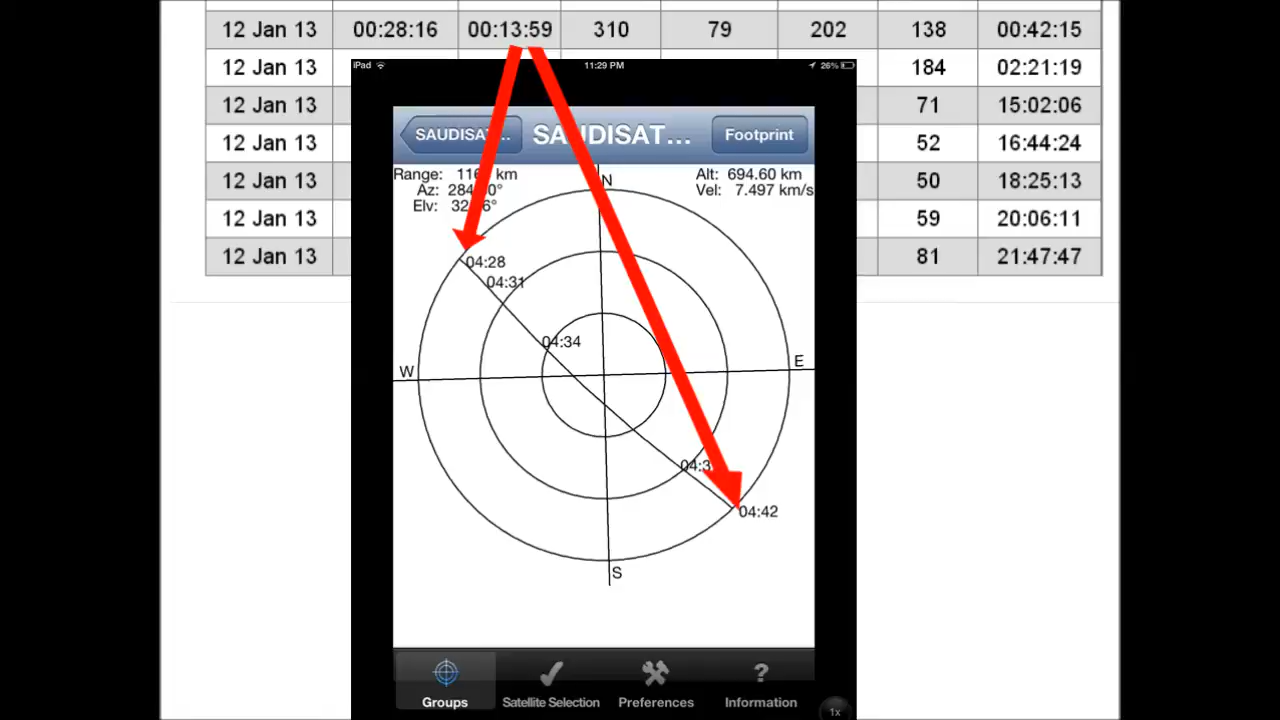 12 Jan 13 00:28:16 00:13:59 310 79 202 138 00:42:15
12 Jan 13 184 02:21:19
12 Jan 13 71 15:02:06
12 Jan 13 52 16:44:24
12 Jan 13 50 18:25:13
12 Jan 13 59 20:06:11
12 Jan 13 81 21:47:47
iPad 11:29 PM 26%
Footprint
Range: km
Az:
Elv:
Alt: 694.60 km
Vel: 7.497 km/s
N
04:28
04:31
04:34
W
E
04:42
S
Groups Satellite Selection Preferences Information
1x